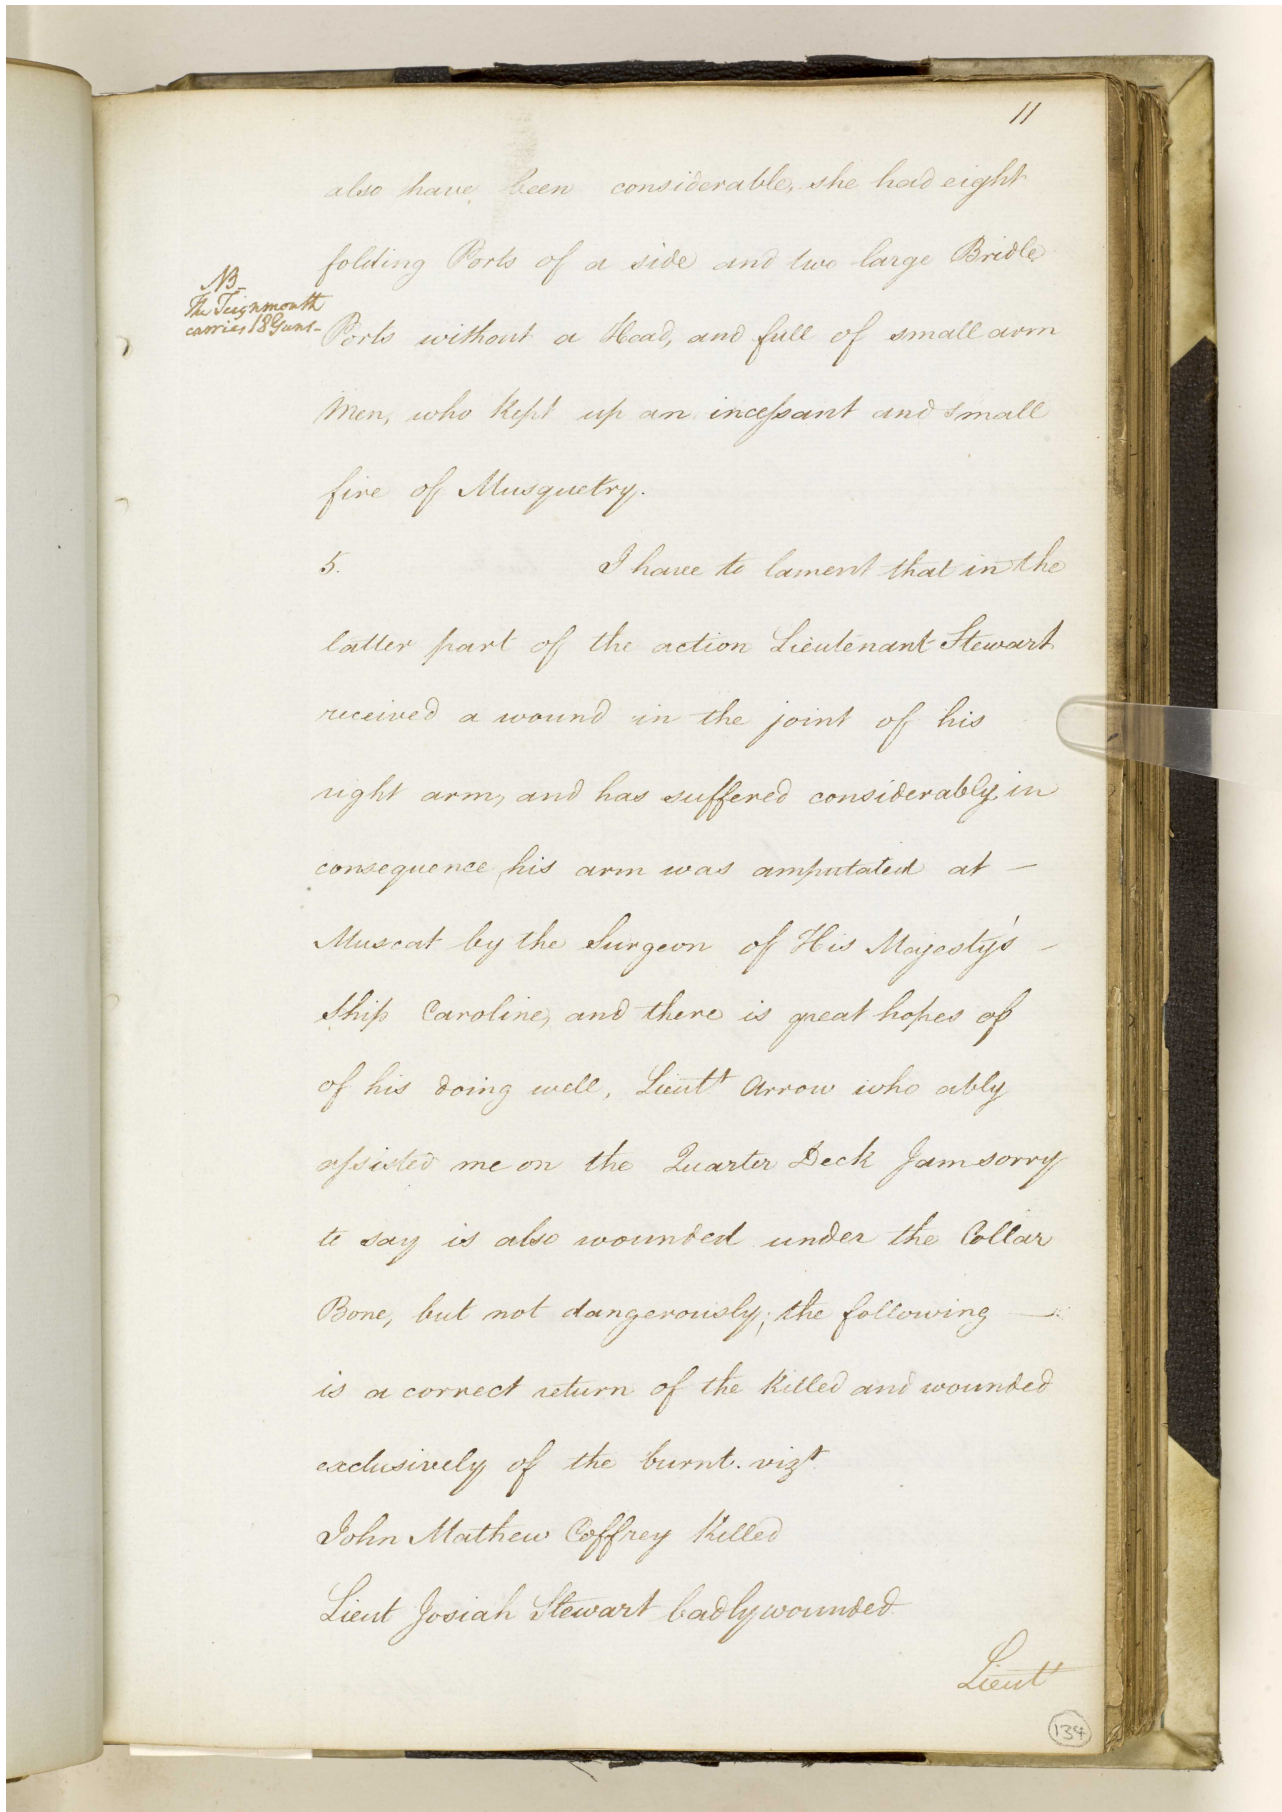 11
also have been considerable, she had eight
folding Ports of a side and two large Bridle
NB-
The Teignmouth
carries 18 Guns-
Ports without a Head, and full of small arm
Men, who kept up an incessant and small
fire of Musquetry.
5. I have to lament that in the
latter part of the action Lieutenant Stewart
received a wound in the joint of his
right arm, and has suffered considerably in
consequence, his arm was amputated at -
Muscat by the Surgeon of His Majesty's -
Ship Caroline, and there is great hopes of
of his doing well, Lieutt Arrow who ably
assisted me on the Quarter Deck I am sorry
to say is also wounded under the Collar
Bone, but not dangerously; the following -
is a correct return of the Killed and wounded
exclusively of the burnt. vizt
John Mathew Coffrey Killed
Lieut Josiah Stewart badly wounded
Lieutt
134